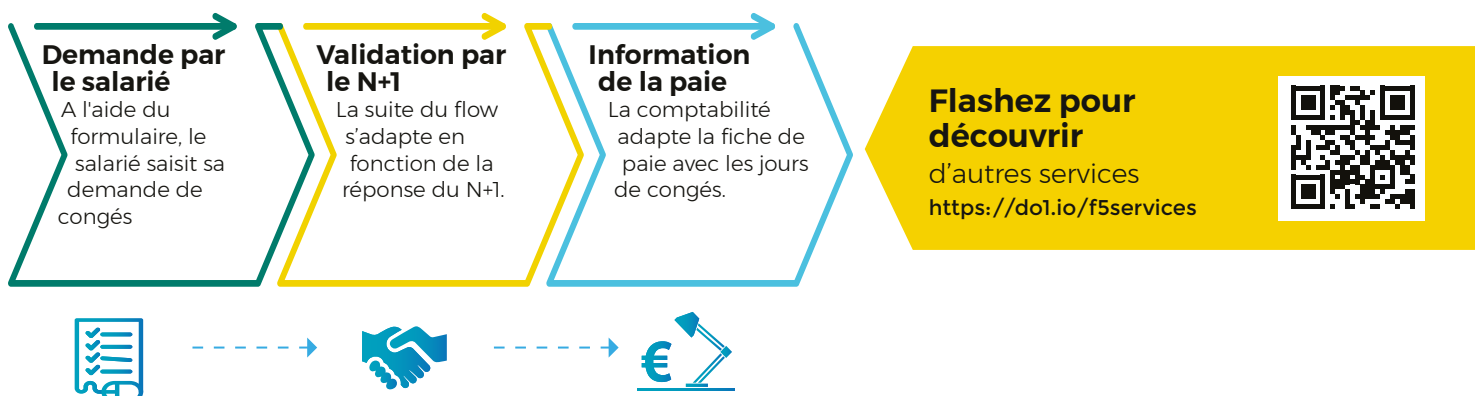 Demande par
le salarié
A l'aide du
formulaire, le
salarié saisit sa
demande de
congés
Validation par
le N+1
La suite du flow
s’adapte en
fonction de la
réponse du N+1.
Information
de la paie
La comptabilité
adapte la fiche de
paie avec les jours
de congés.
Flashez pour
découvrir
d’autres services
https://do1.io/f5services
€